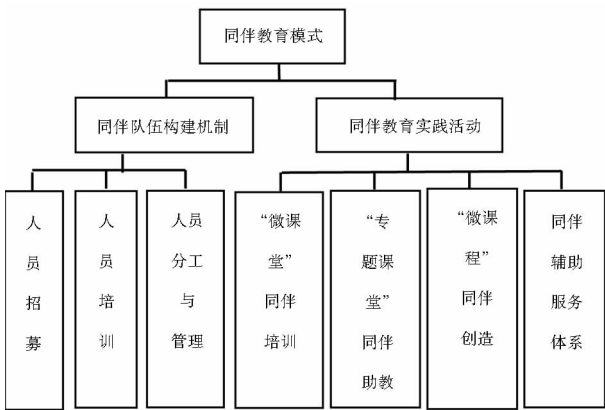 同伴教育模式
同伴队伍构建机制
同伴教育实践活动
人
员
招
募
人
员
培
训
人员
分工
与
管理
“微课
堂”
同伴
培训
“专
题课
堂”
同伴
助教
“微课
程”
同伴
创造
同伴
辅助
服务
体系